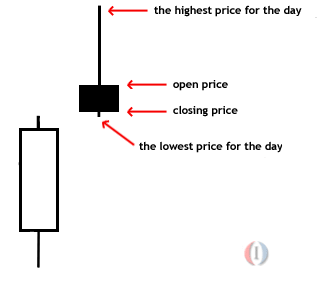 the highest price for the day
open price
closing price
the lowest price for the day